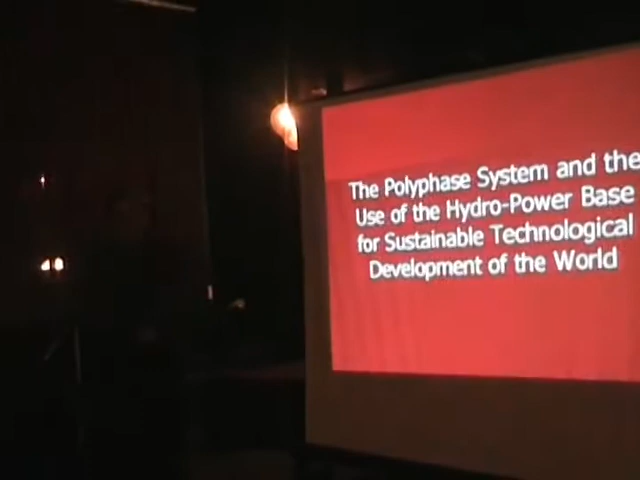 The Polyphase System and the
Use of the Hydro-Power Base
for Sustainable Technological
Development of the World